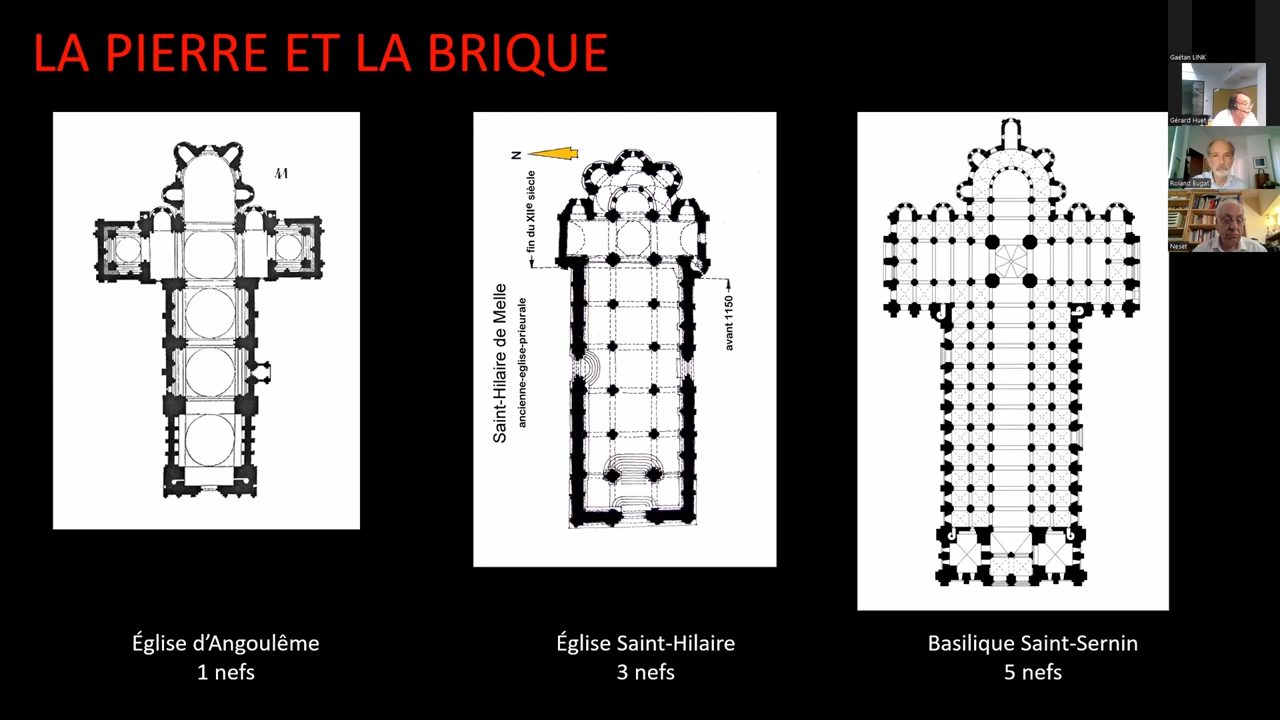 LA PIERRE ET LA BRIQUE
11
N
fin du XIIe siècle
Saint-Hilaire de Melle
ancienne-eglise-prieurale
avant 1150
Église d'Angoulême
1 nefs
Église Saint-Hilaire
3 nefs
Basilique Saint-Sernin
5 nefs
Gaëtan LINK
Gérard Huet
Roland Bugat
Neset